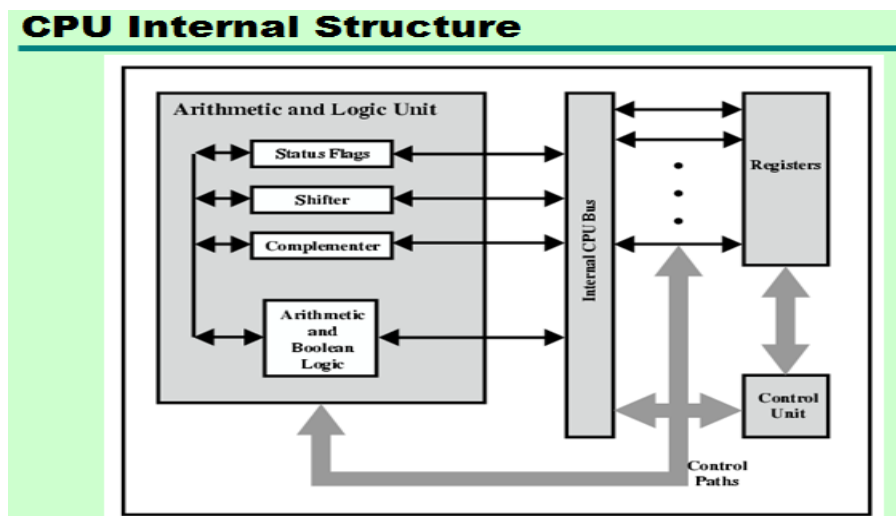 CPU Internal Structure
Arithmetic and Logic Unit
Status Flags
Shifter
Complementer
Arithmetic
and
Boolean
Logic
Internal CPU Bus
Registers
Control
Unit
Control
Paths